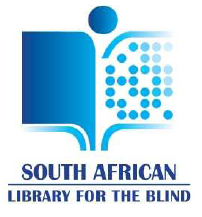 SOUTH AFRICAN
LIBRARY FOR THE BLIND